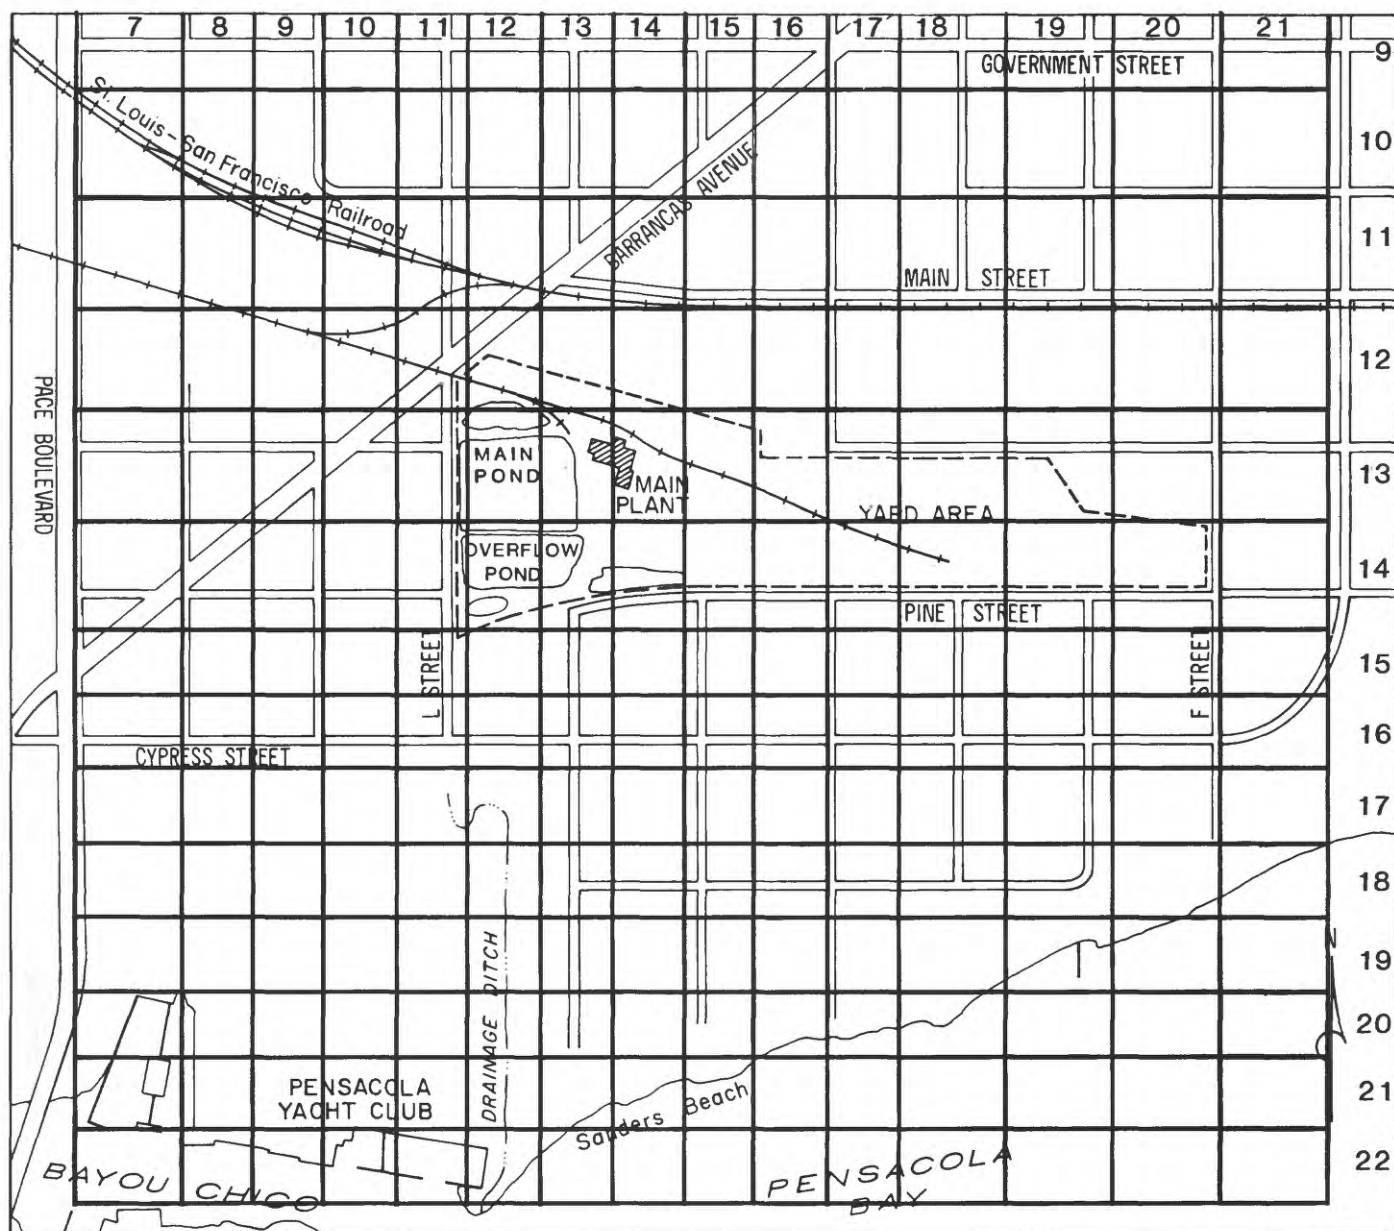 7 8 9 10 11 12 13 14 15 16 17 18 19 20 21
9
GOVERNMENT STREET
St. Louis - San Francisco Railroad
10
BARRANCAS AVENUE
11
MAIN STREET
12
PACE BOULEVARD
MAIN
POND
13
MAIN
PLANT
YARD AREA
OVERFLOW
POND
14
PINE STREET
L STREET
F STREET
15
16
CYPRESS STREET
17
18
DRAINAGE DITCH
N
19
20
PENSACOLA
YACHT CLUB
21
Sanders Beach
22
BAYOU CHICO
PENSACOLA
BAY